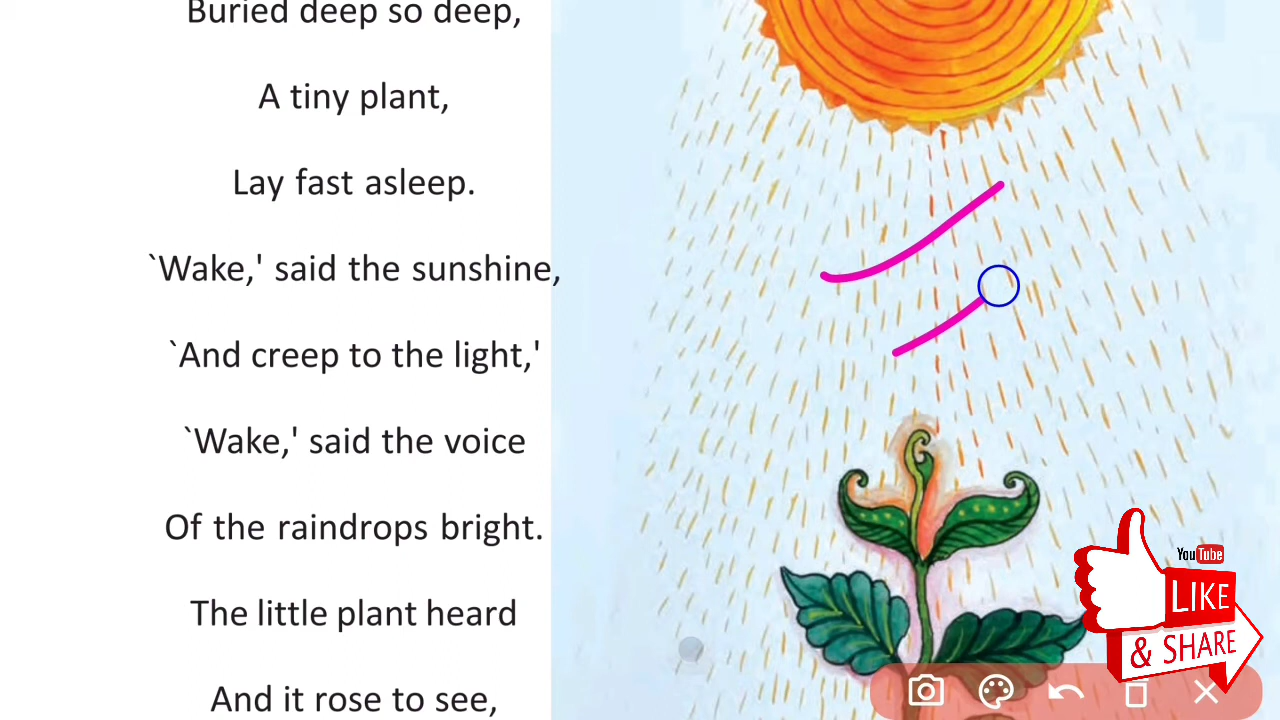 Buried deep so deep,
A tiny plant,
Lay fast asleep.
`Wake,' said the sunshine,
`And creep to the light,'
`Wake,' said the voice
Of the raindrops bright.
The little plant heard
And it rose to see,
YouTube
LIKE
& SHARE